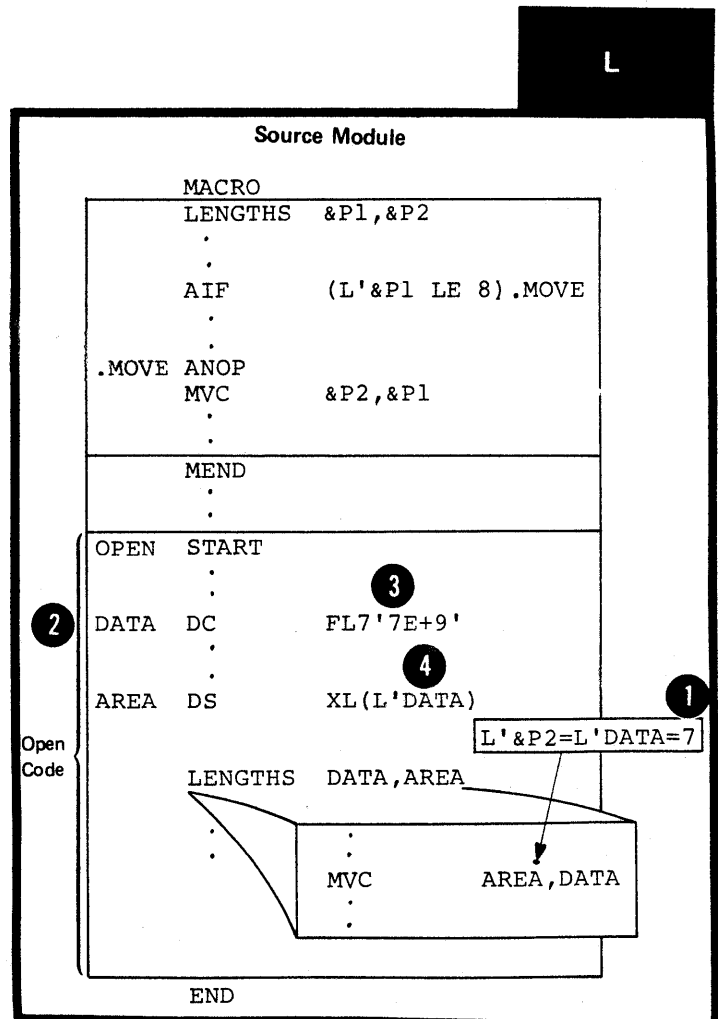 L
Source Module
MACRO
LENGTHS &P1,&P2
.
.
AIF (L'&P1 LE 8).MOVE
.
.
.MOVE ANOP
MVC &P2,&P1
.
.
MEND
.
.
OPEN START
.
.
3
2 DATA DC FL7'7E+9'
.
.
4
AREA DS XL(L'DATA)
1
L'&P2=L'DATA=7
Open
Code
LENGTHS DATA,AREA
.
.
.
.
MVC AREA,DATA
.
.
END